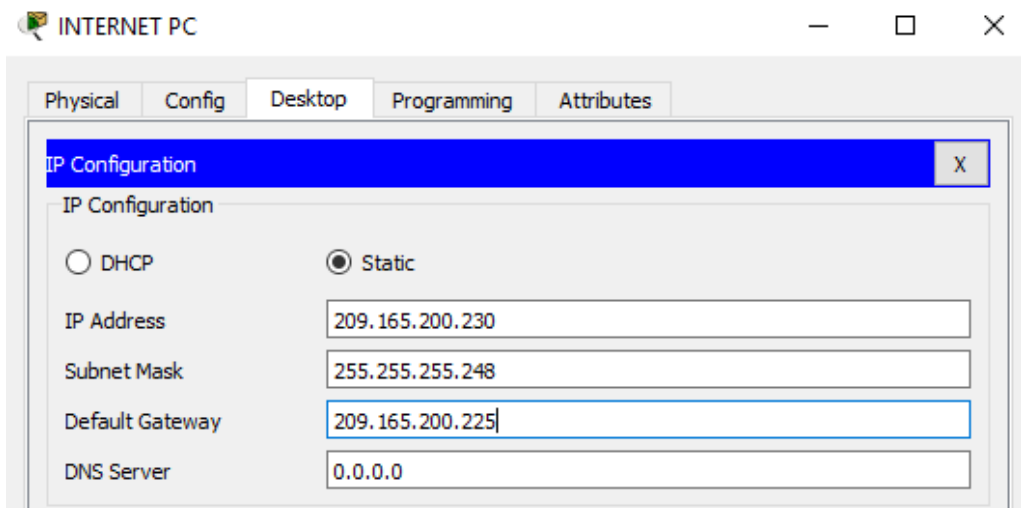 INTERNET PC
Physical Config Desktop Programming Attributes
IP Configuration X
IP Configuration
DHCP Static
IP Address 209.165.200.230
Subnet Mask 255.255.255.248
Default Gateway 209.165.200.225
DNS Server 0.0.0.0